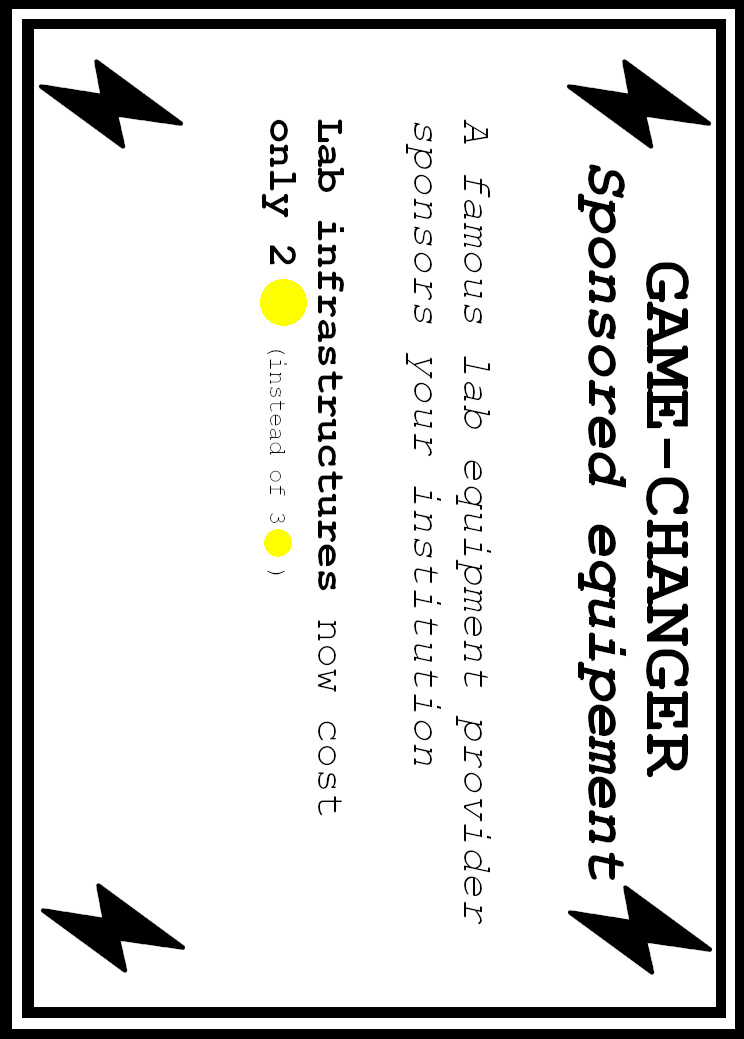 GAME-CHANGER
Sponsored equipement
A famous lab equipment provider
sponsors your institution
Lab infrastructures now cost
only 2 (instead of 3 )